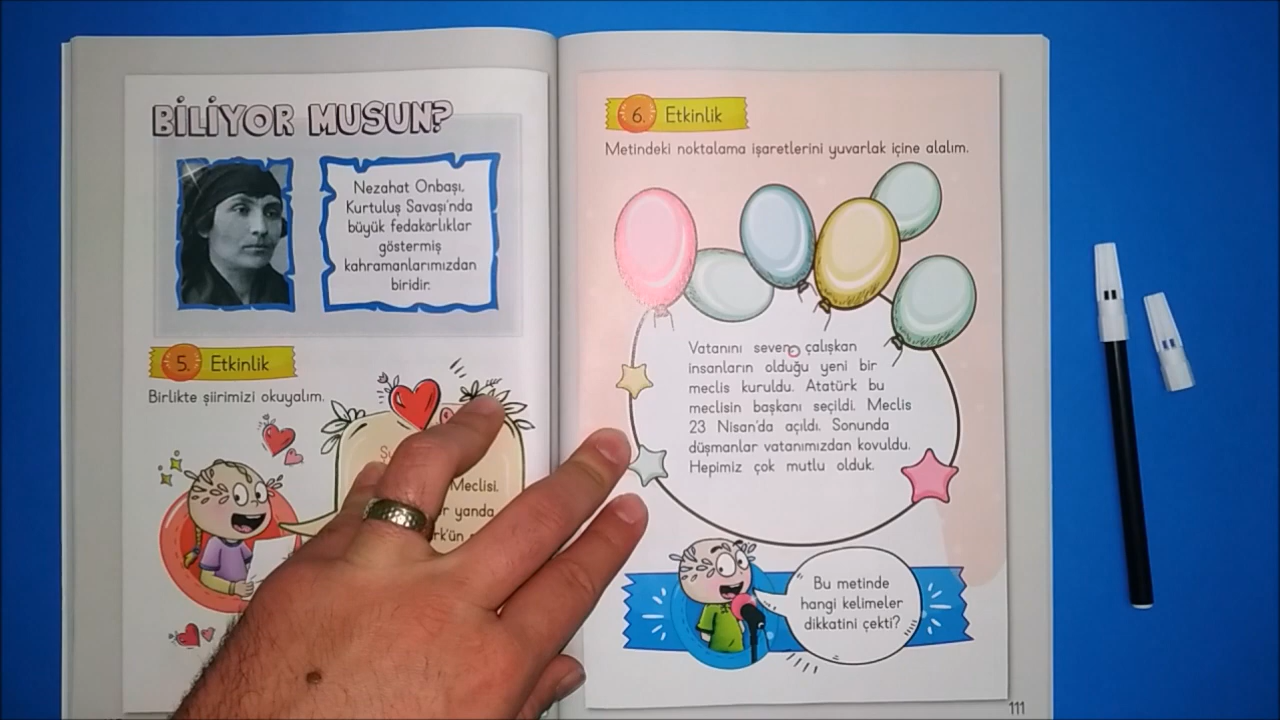 BİLİYOR MUSUN?
Nezahat Onbaşı,
Kurtuluş Savaşı'nda
büyük fedakârlıklar
göstermiş
kahramanlarımızdan
biridir.
5. Etkinlik
Birlikte şiirimizi okuyalım.
Meclisi.
yanda
6. Etkinlik
Metindeki noktalama işaretlerini yuvarlak içine alalım.
Vatanını seven, çalışkan
insanların olduğu yeni bir
meclis kuruldu. Atatürk bu
meclisin başkanı seçildi. Meclis
23 Nisan'da açıldı. Sonunda
düşmanlar vatanımızdan kovuldu.
Hepimiz çok mutlu olduk.
Bu metinde
hangi kelimeler
dikkatini çekti?
111